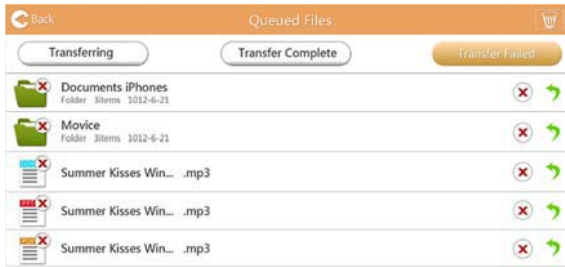 Back
Queued Files
Transferring
Transfer Complete
Transfer Failed
Documents iPhones
Folder 3items 1012-6-21
Movice
Folder 3items 1012-6-21
Summer Kisses Win... .mp3
Summer Kisses Win... .mp3
Summer Kisses Win... .mp3